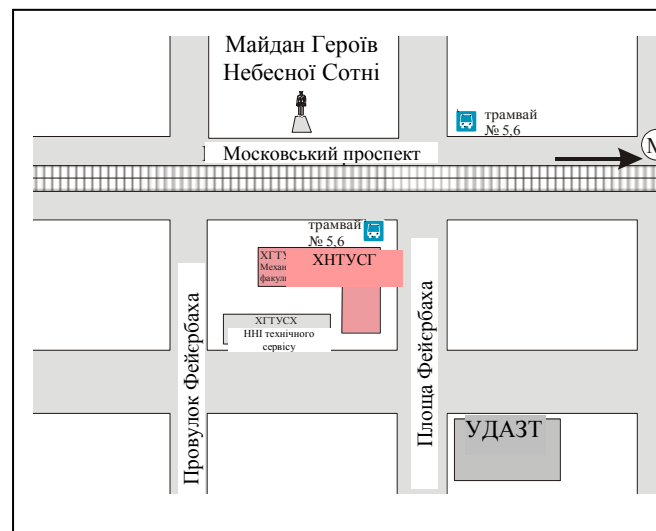 Майдан Героїв
Небесної Сотні
трамвай
№ 5,6
М
Московський проспект
трамвай
№ 5,6
ХНТУСГ
ХГТУСХ
ННІ технічного
сервісу
Провулок Фейєрбаха
Площа Фейєрбаха
УДАЗТ